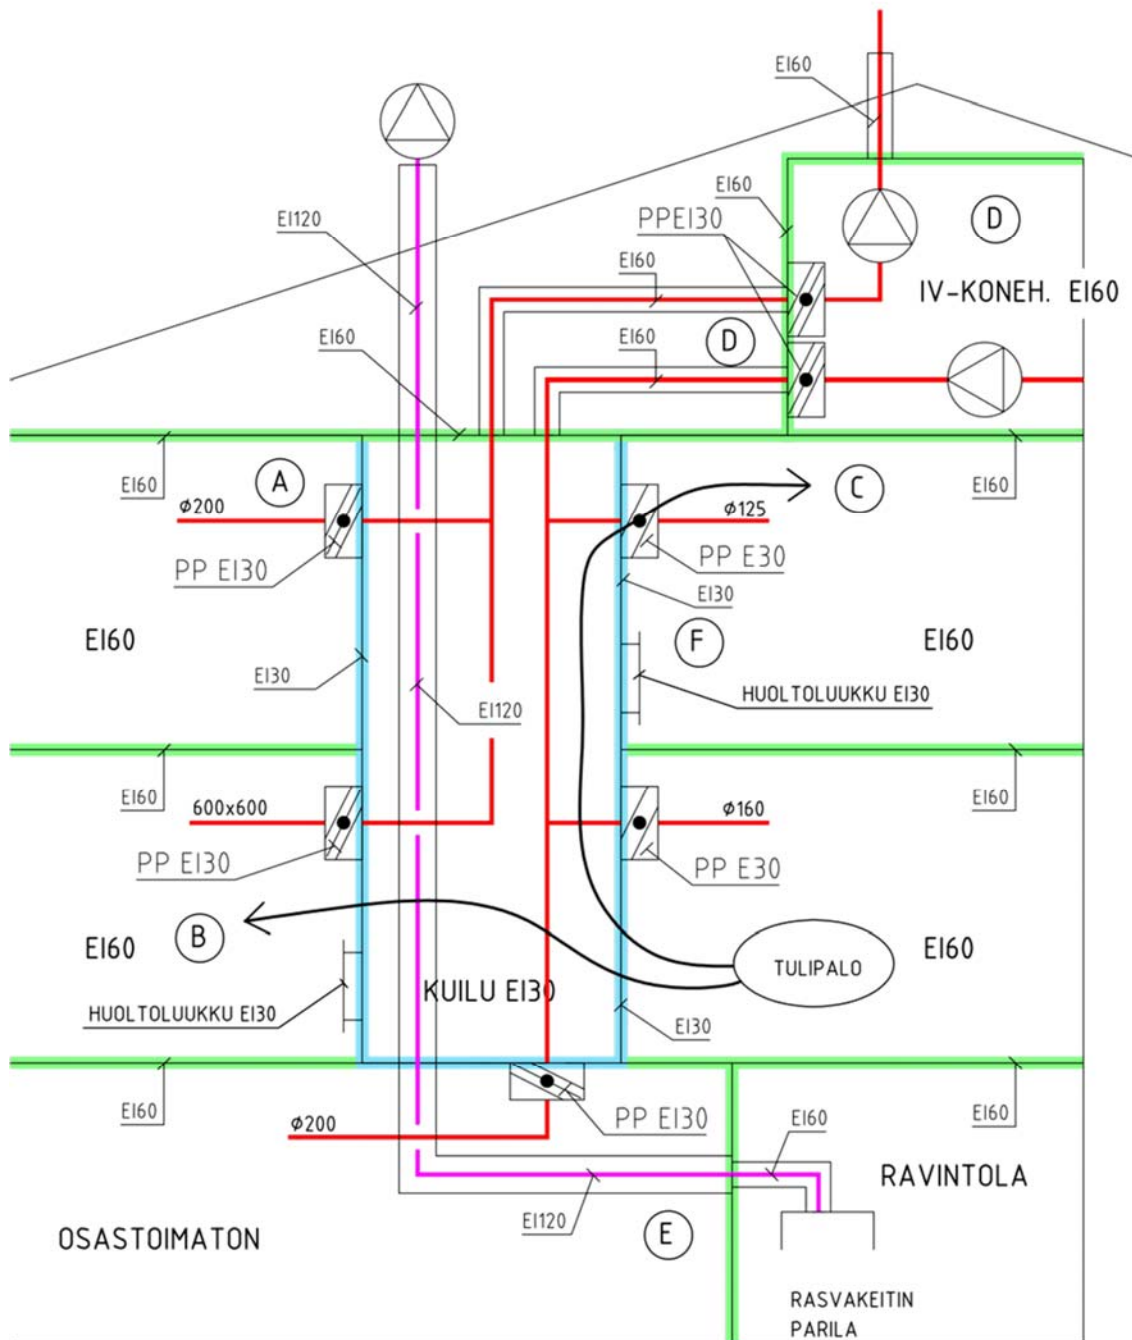 EI60
EI60
PPEI30
D
EI120
EI60
IV-KONEH. EI60
EI60
D
EI60
A
C
EI60
EI60
Ø200
Ø125
PP EI30
PP E30
EI30
F
EI60
EI60
EI30
HUOLTOLUUKKU EI30
EI120
EI60
600x600
Ø160
EI60
PP EI30
PP E30
B
EI60
EI60
TULIPALO
KUILU EI30
HUOLTOLUUKKU EI30
EI30
EI60
Ø200
PP EI30
EI60
EI60
RAVINTOLA
EI120
E
OSASTOIMATON
RASVAKEITIN
PARILA